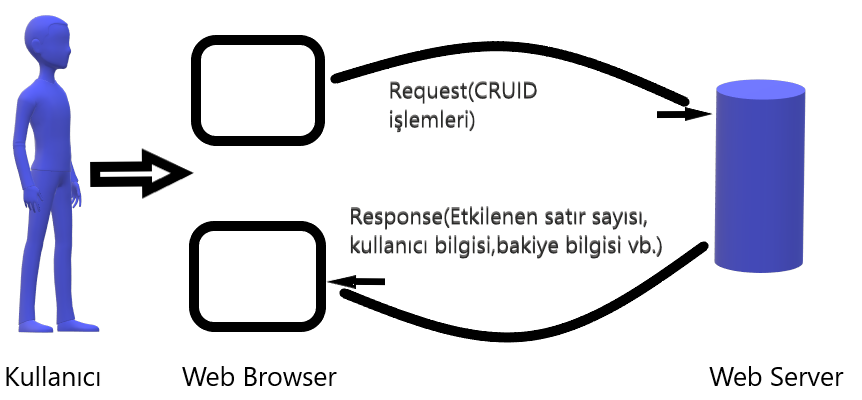 Request(CRUID
işlemleri)
Response(Etkilenen satır sayısı,
kullanıcı bilgisi,bakiye bilgisi vb.)
Kullanıcı
Web Browser
Web Server